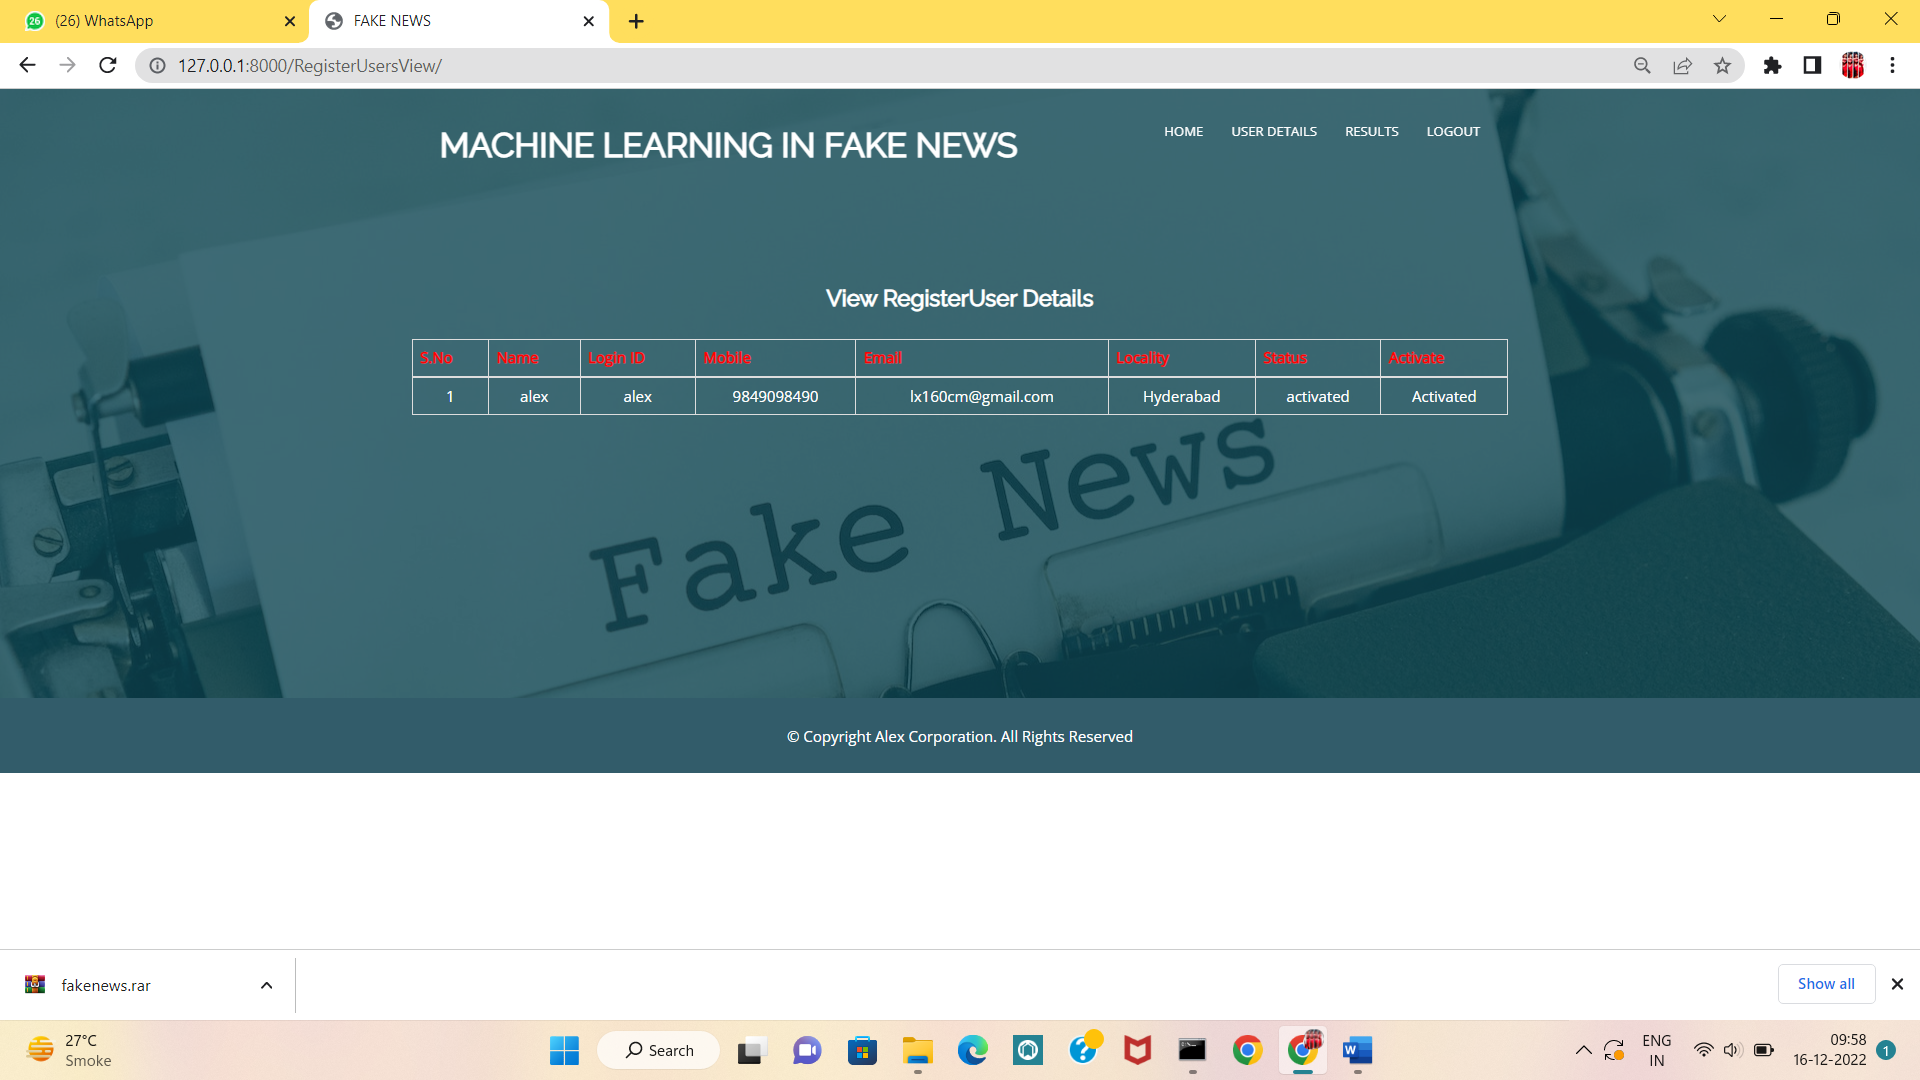 (26) WhatsApp
FAKE NEWS
127.0.0.1:8000/RegisterUsersView/
MACHINE LEARNING IN FAKE NEWS
HOME USER DETAILS RESULTS LOGOUT
View RegisterUser Details
S.No Name Login ID Mobile Email Locality Status Activate
1 alex alex 9849098490 lx160cm@gmail.com Hyderabad activated Activated
Fake News
© Copyright Alex Corporation. All Rights Reserved
fakenews.rar
Show all
27°C
Smoke
Search
ENG
IN
09:58
16-12-2022
1